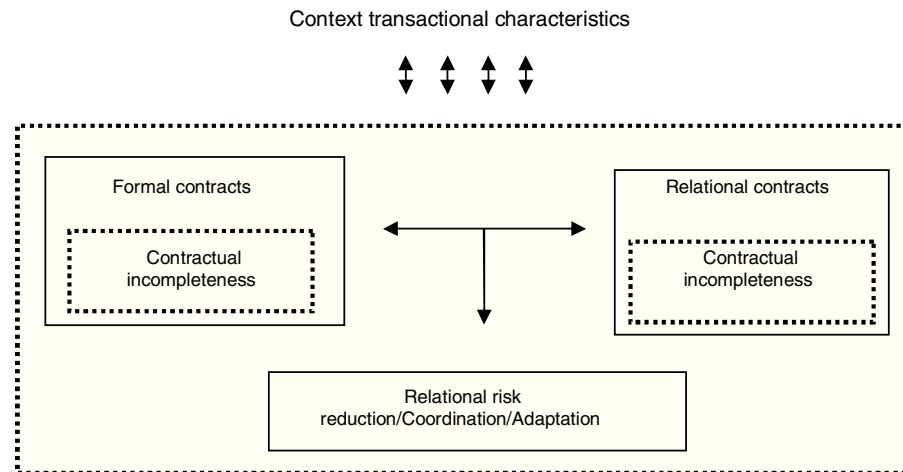 Context transactional characteristics
Formal contracts
Contractual
incompleteness
Relational contracts
Contractual
incompleteness
Relational risk
reduction/Coordination/Adaptation